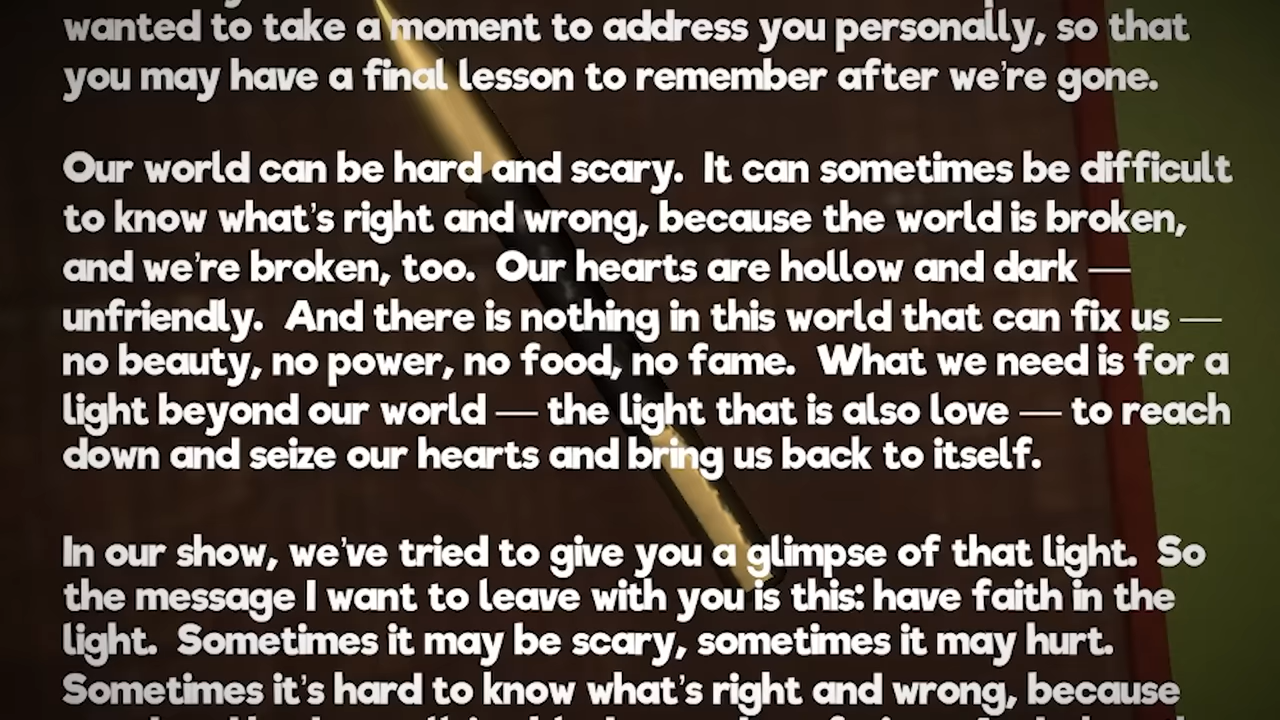 wanted to take a moment to address you personally, so that
you may have a final lesson to remember after we're gone.
Our world can be hard and scary. It can sometimes be difficult
to know what's right and wrong, because the world is broken,
and we're broken, too. Our hearts are hollow and dark —
unfriendly. And there is nothing in this world that can fix us —
no beauty, no power, no food, no fame. What we need is for a
light beyond our world — the light that is also love — to reach
down and seize our hearts and bring us back to itself.
In our show, we've tried to give you a glimpse of that light. So
the message I want to leave with you is this: have faith in the
light. Sometimes it may be scary, sometimes it may hurt.
Sometimes it's hard to know what's right and wrong, because